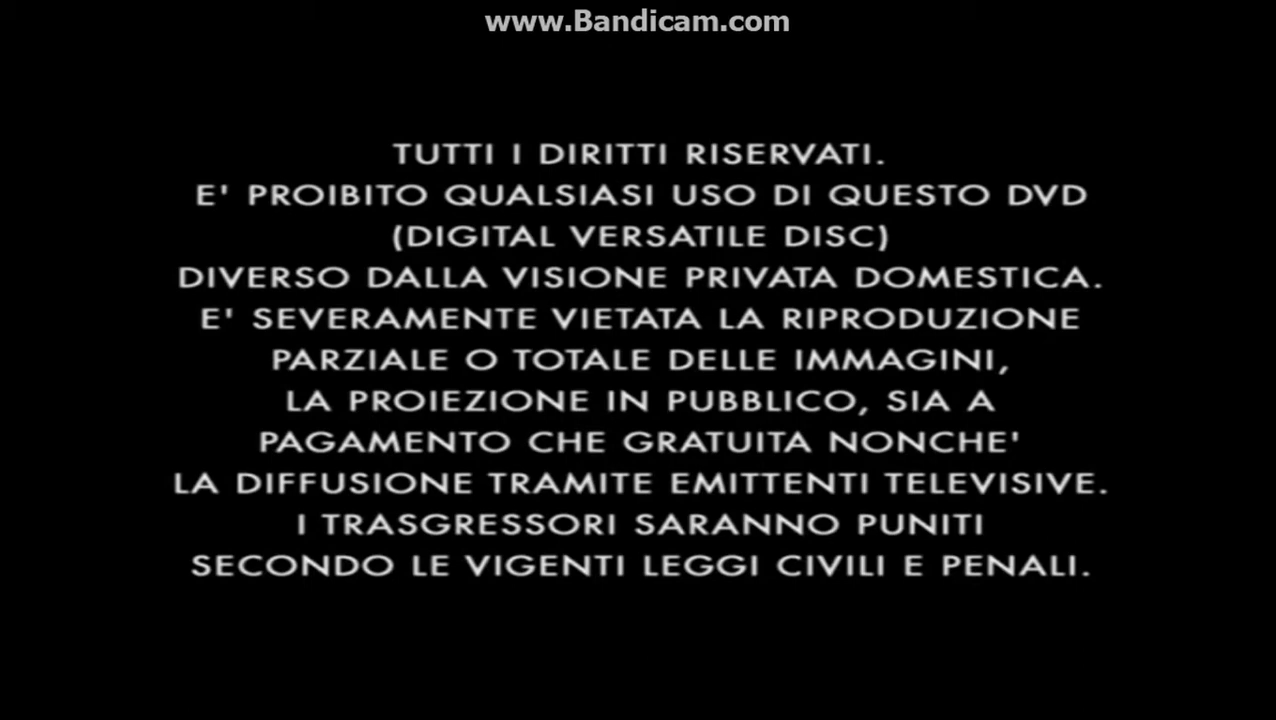 www.Bandicam.com
TUTTI I DIRITTI RISERVATI.
E' PROIBITO QUALSIASI USO DI QUESTO DVD
(DIGITAL VERSATILE DISC)
DIVERSO DALLA VISIONE PRIVATA DOMESTICA.
E' SEVERAMENTE VIETATA LA RIPRODUZIONE
PARZIALE O TOTALE DELLE IMMAGINI,
LA PROIEZIONE IN PUBBLICO, SIA A
PAGAMENTO CHE GRATUITA NONCHE'
LA DIFFUSIONE TRAMITE EMITTENTI TELEVISIVE.
I TRASGRESSORI SARANNO PUNITI
SECONDO LE VIGENTI LEGGI CIVILI E PENALI.